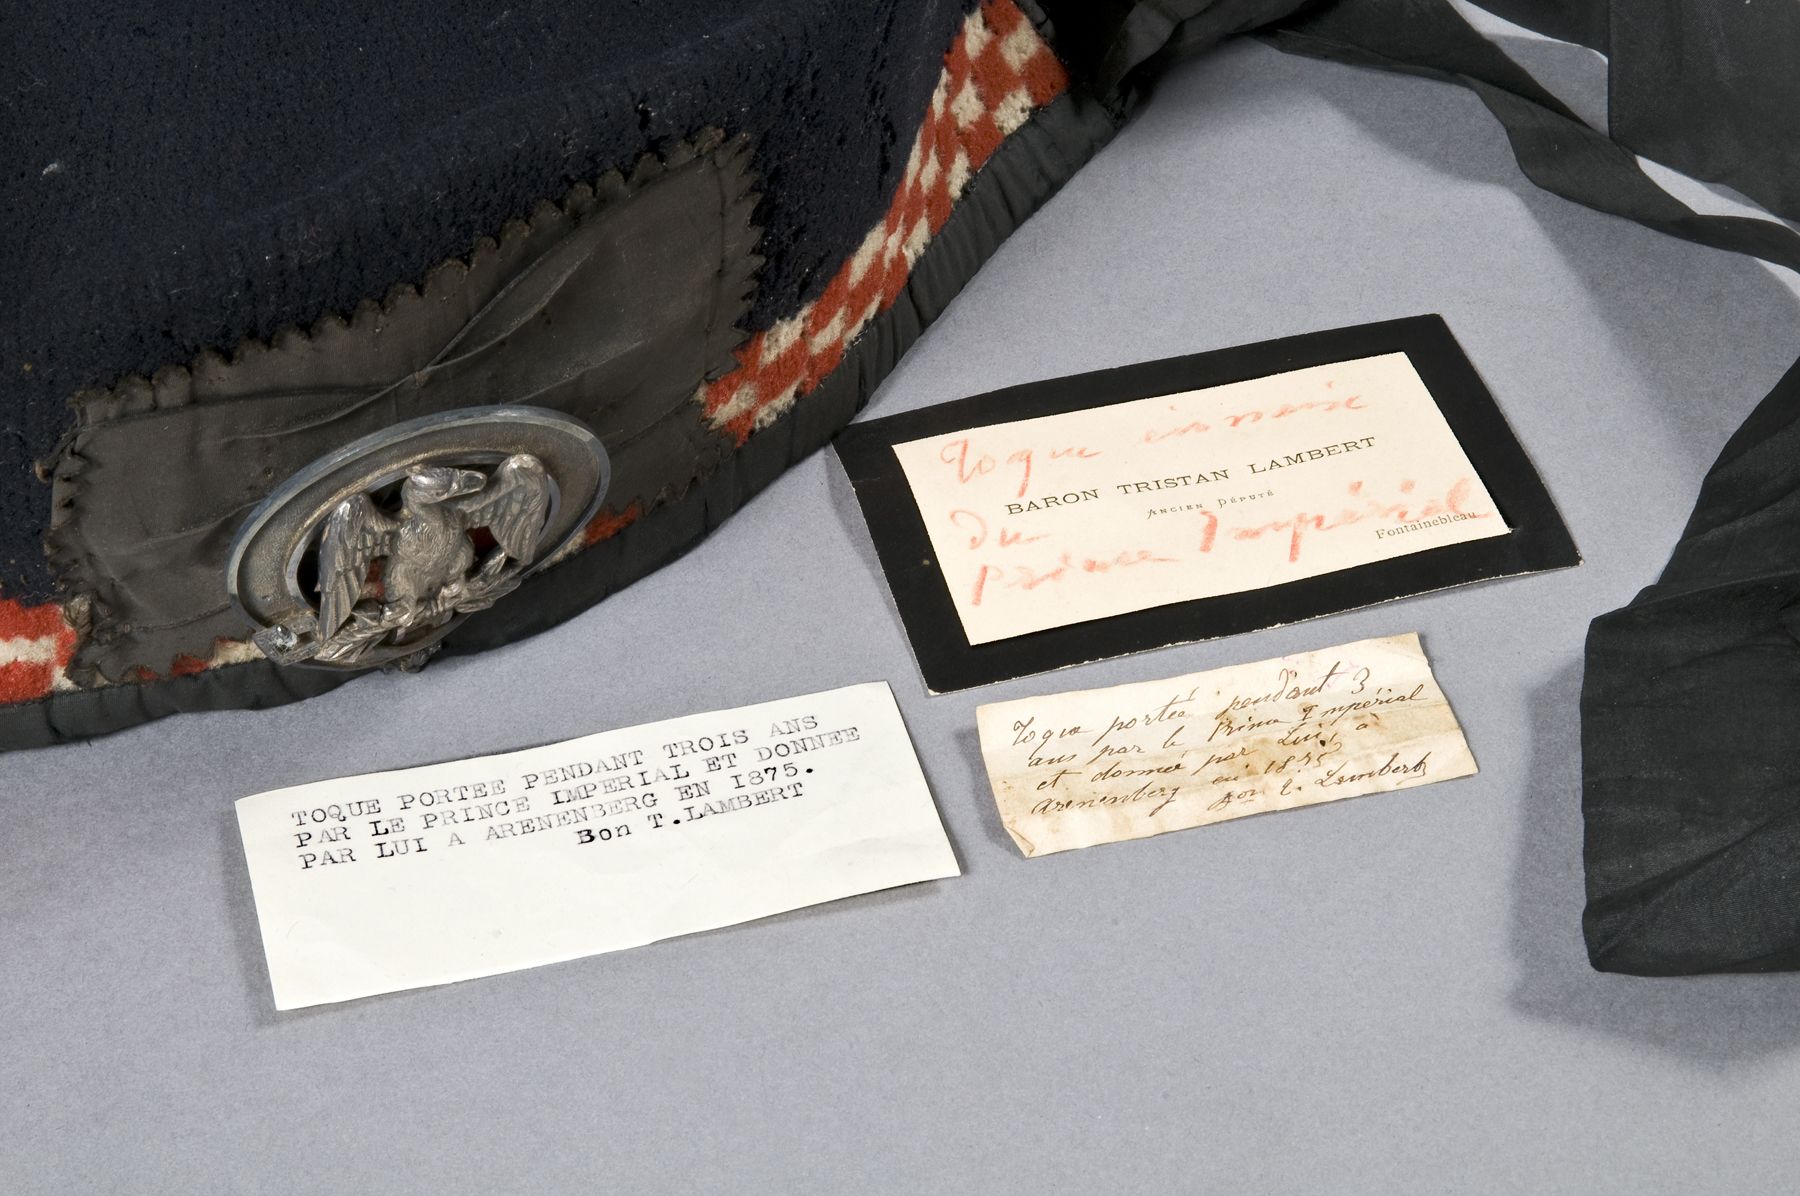 Toque écossaise
BARON TRISTAN LAMBERT
ANCIEN DÉPUTÉ
du
Prince Impérial
Fontainebleau
Toque portée pendant 3
ans par le Prince Impérial
et donnée par Lui, à
Arenenberg en 1875
Bon T. Lambert
TOQUE PORTEE PENDANT TROIS ANS
PAR LE PRINCE IMPERIAL ET DONNEE
PAR LUI A ARENENBERG EN 1875.
Bon T.LAMBERT